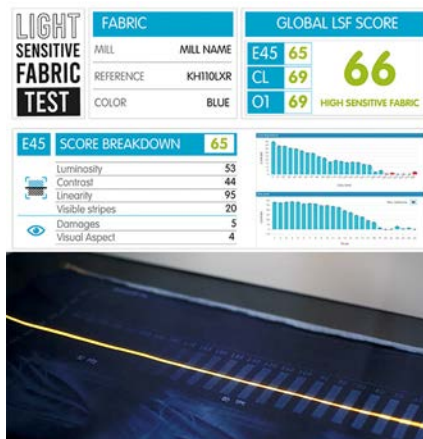 LIGHT
SENSITIVE
FABRIC
TEST
FABRIC
MILL MILL NAME
REFERENCE KH110LXR
COLOR BLUE
GLOBAL LSF SCORE
E45 65
CL 69
O1 69
66
HIGH SENSITIVE FABRIC
E45 SCORE BREAKDOWN 65
Luminosity 53
Contrast 44
Linearity 95
Visible stripes 20
Damages 5
Visual Aspect 4